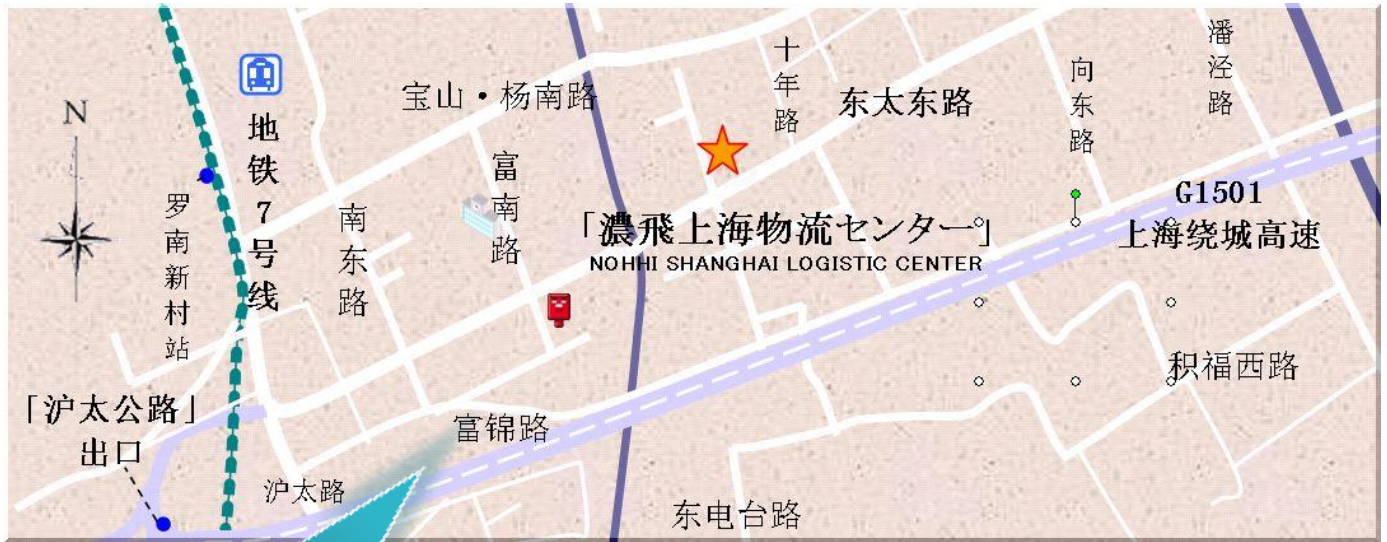 N
地铁7号线
罗南新村站
「沪太公路」
出口
沪太路
南东路
宝山・杨南路
富南路
富锦路
「濃飛上海物流センター」
NOHHI SHANGHAI LOGISTIC CENTER
十年路
东太东路
向东路
潘泾路
G1501
上海绕城高速
积福西路
东电台路